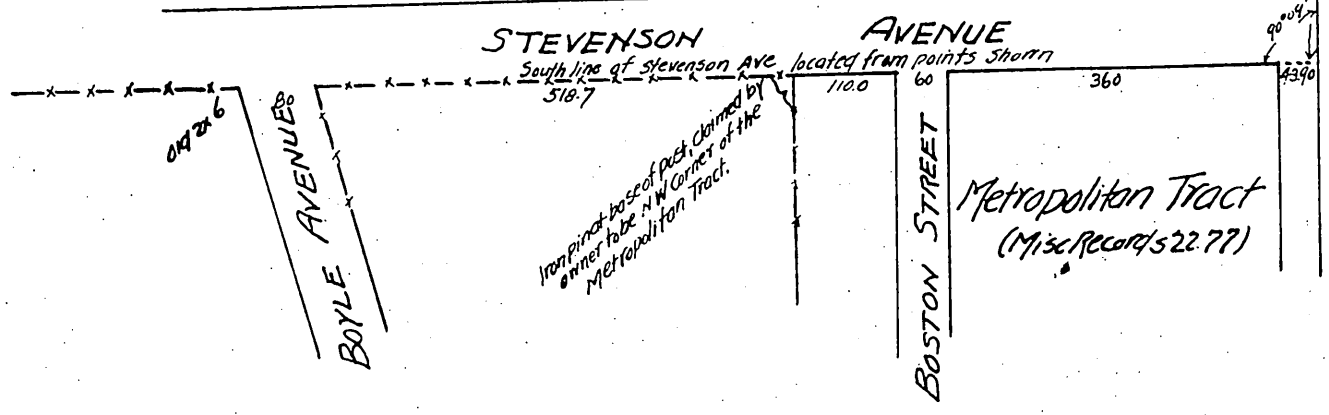 STEVENSON AVENUE
South line of Stevenson Ave located from points Shown
90°04'
518.7
110.0
60
360
43.90
80
Old 2x6
BOYLE AVENUE
Iron Pin at base of post, claimed by
owner to be N W Corner of the
Metropolitan Tract.
BOSTON STREET
Metropolitan Tract
(Misc Records 22.77)